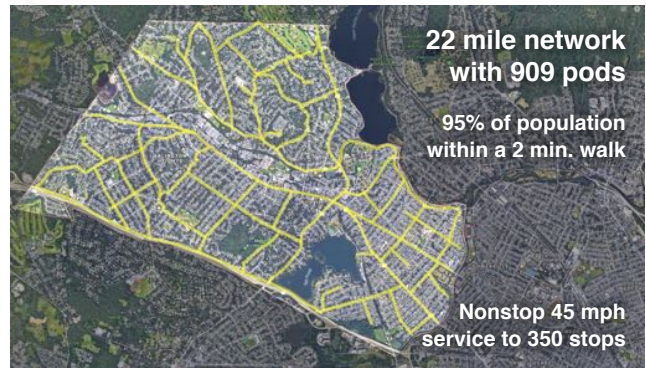 22 mile network
with 909 pods
95% of population
within a 2 min. walk
Nonstop 45 mph
service to 350 stops